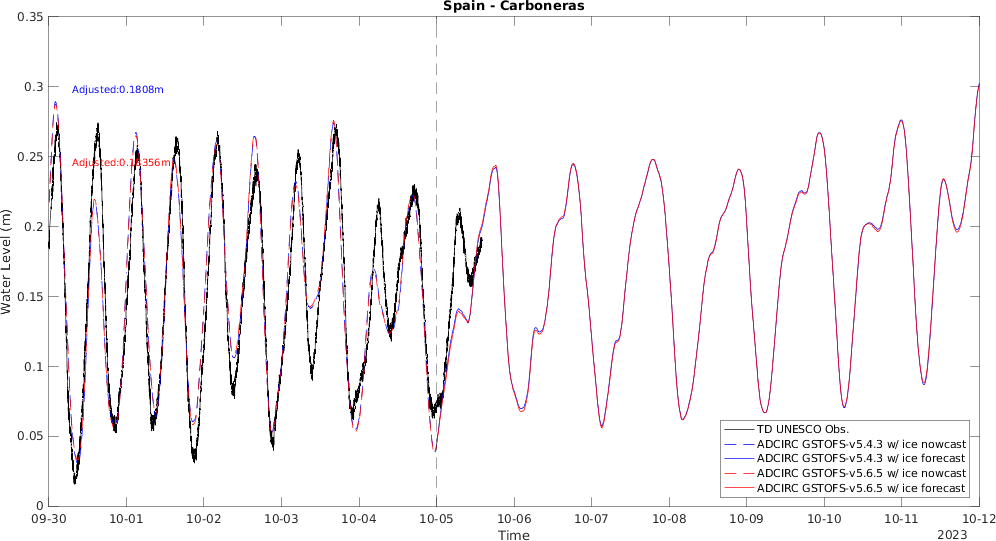 Spain - Carboneras
0.35
0.3
0.25
0.2
0.15
0.1
0.05
0
Water Level (m)
Adjusted:0.1808m
Adjusted:0.18356m
TD UNESCO Obs.
ADCIRC GSTOFS-v5.4.3 w/ ice nowcast
ADCIRC GSTOFS-v5.4.3 w/ ice forecast
ADCIRC GSTOFS-v5.6.5 w/ ice nowcast
ADCIRC GSTOFS-v5.6.5 w/ ice forecast
09-30 10-01 10-02 10-03 10-04 10-05 10-06 10-07 10-08 10-09 10-10 10-11 10-12
Time
2023